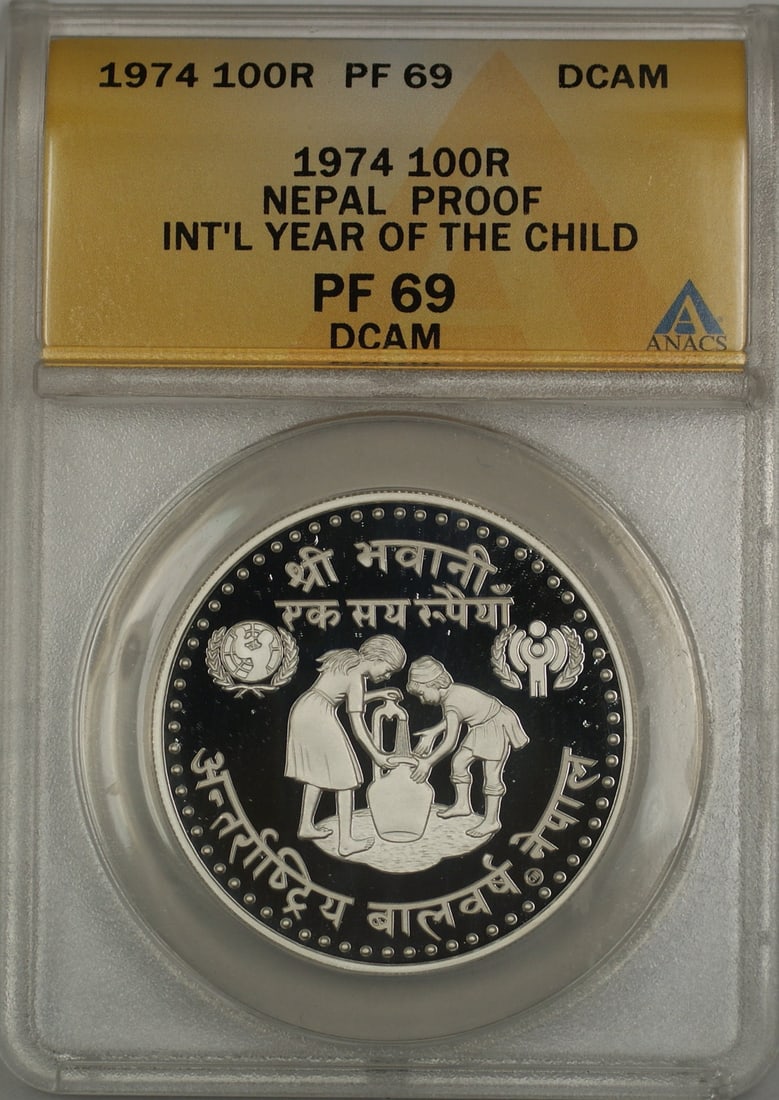 1974 100R PF 69 DCAM
1974 100R
NEPAL PROOF
INT'L YEAR OF THE CHILD
PF 69
DCAM
ANACS
श्री भवानी
एक सय रूपैयाँ
अन्तर्राष्ट्रिय बालवर्ष नेपाल